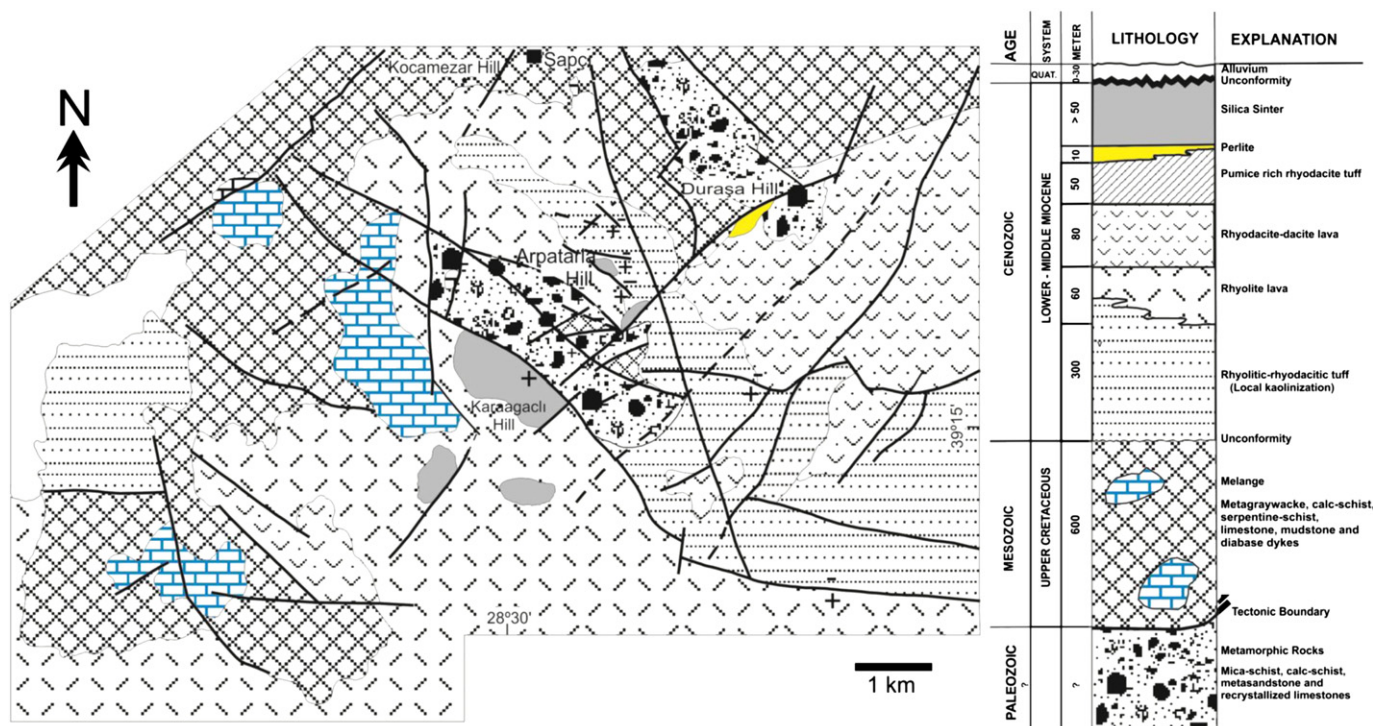 N
Kocamezar Hill
Şapçı
Duraşa Hill
Arpatarla
Hill
Karaagaclı
Hill
39º15'
28º30'
1 km
AGE
SYSTEM
METER
LITHOLOGY
EXPLANATION
QUAT.
0-30
Alluvium
Unconformity
CENOZOIC
LOWER MIDDLE MIOCENE
> 50
Silica Sinter
10
Perlite
50
Pumice rich rhyodacite tuff
80
Rhyodacite-dacite lava
60
Rhyolite lava
300
Rhyolitic-rhyodacitic tuff
(Local kaolinization)
Unconformity
MESOZOIC
UPPER CRETACEOUS
600
Melange
Metagraywacke, calc-schist,
serpentine-schist,
limestone, mudstone and
diabase dykes
Tectonic Boundary
PALEOZOIC
?
?
Metamorphic Rocks
Mica-schist, calc-schist,
metasandstone and
recrystallized limestones